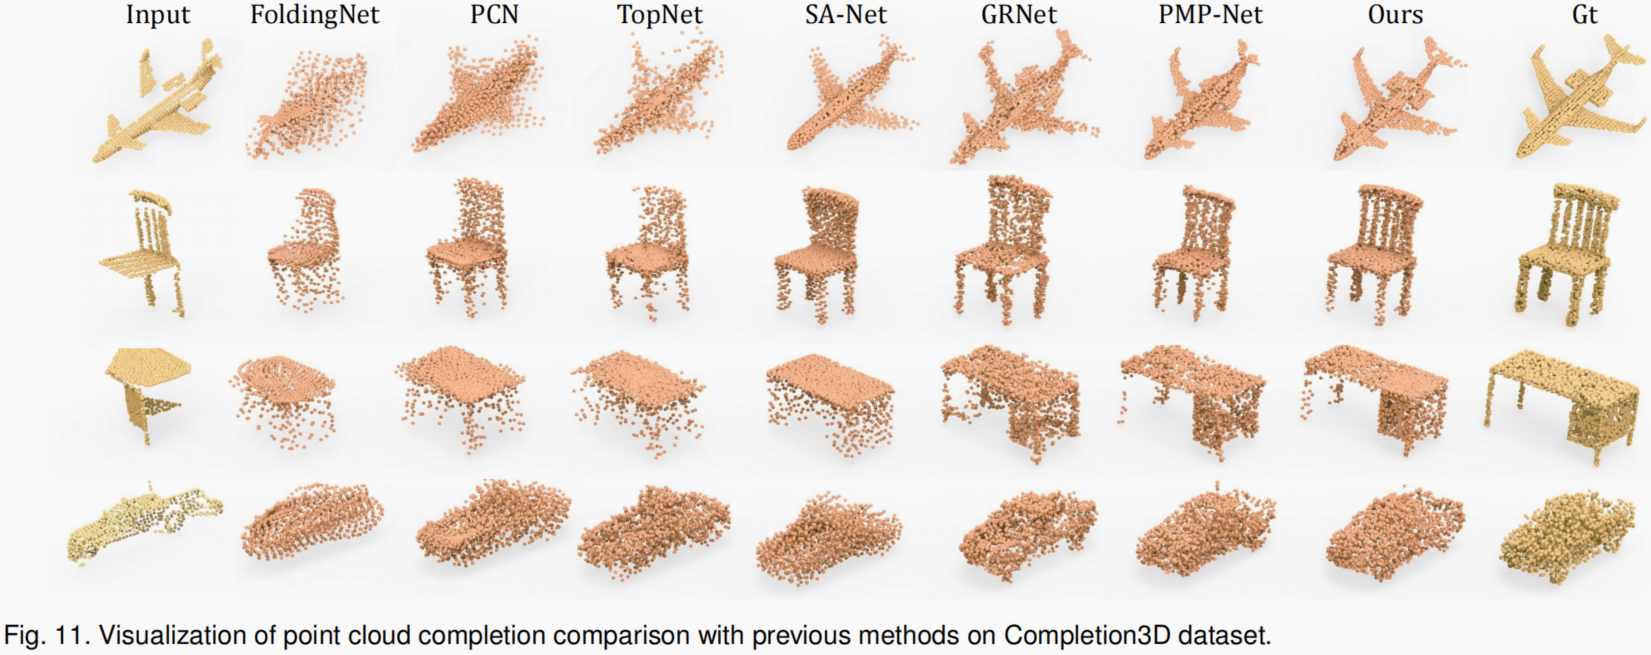 Input FoldingNet PCN TopNet SA-Net GRNet PMP-Net Ours Gt
Fig. 11. Visualization of point cloud completion comparison with previous methods on Completion3D dataset.